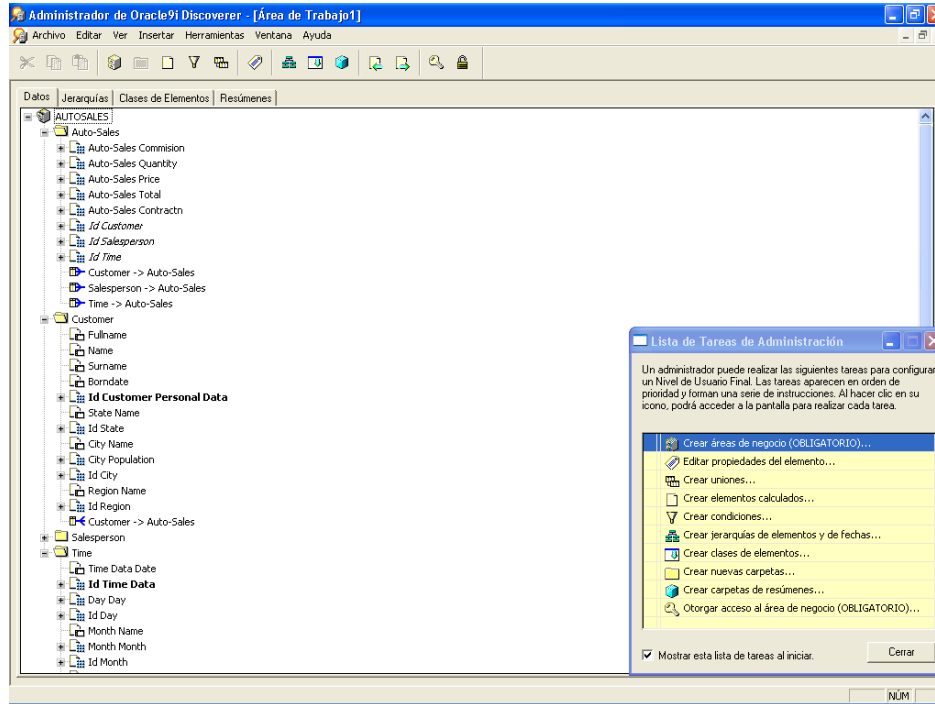 Administrador de Oracle9i Discoverer - [Área de Trabajo1]
Archivo Editar Ver Insertar Herramientas Ventana Ayuda
Datos Jerarquías Clases de Elementos Resúmenes
AUTOSALES
Auto-Sales
Auto-Sales Commision
Auto-Sales Quantity
Auto-Sales Price
Auto-Sales Total
Auto-Sales Contractn
Id Customer
Id Salesperson
Id Time
Customer -> Auto-Sales
Salesperson -> Auto-Sales
Time -> Auto-Sales
Customer
Fullname
Name
Surname
Borndate
Id Customer Personal Data
State Name
Id State
City Name
City Population
Id City
Region Name
Id Region
Customer -> Auto-Sales
Salesperson
Time
Time Data Date
Id Time Data
Day Day
Id Day
Month Name
Month Month
Id Month
Lista de Tareas de Administración
Un administrador puede realizar las siguientes tareas para configurar
un Nivel de Usuario Final. Las tareas aparecen en orden de
prioridad y forman una serie de instrucciones. Al hacer clic en su
icono, podrá acceder a la pantalla para realizar cada tarea.
Crear áreas de negocio (OBLIGATORIO)...
Editar propiedades del elemento...
Crear uniones...
Crear elementos calculados...
Crear condiciones...
Crear jerarquías de elementos y de fechas...
Crear clases de elementos...
Crear nuevas carpetas...
Crear carpetas de resúmenes...
Otorgar acceso al área de negocio (OBLIGATORIO)...
Mostrar esta lista de tareas al iniciar.
Cerrar
NÚM